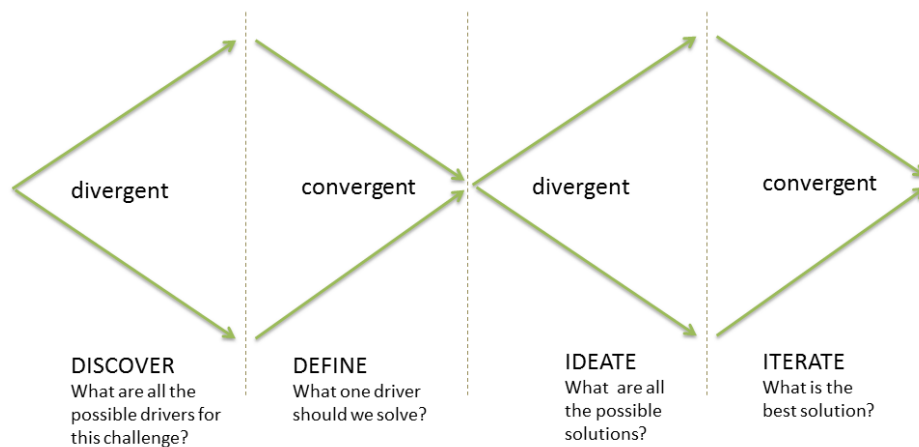 divergent
convergent
divergent
convergent
DISCOVER
What are all the
possible drivers for
this challenge?
DEFINE
What one driver
should we solve?
IDEATE
What are all
the possible
solutions?
ITERATE
What is the
best solution?